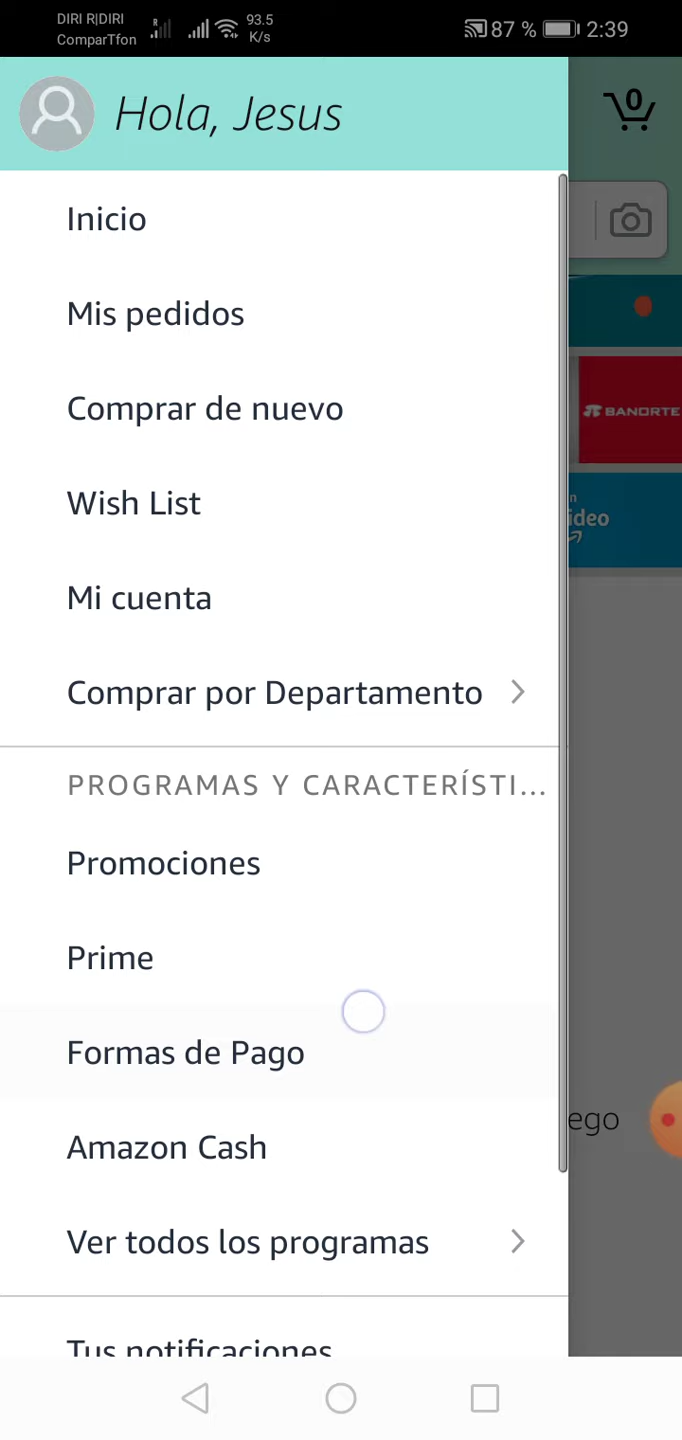 DIRI R|DIRI
ComparTfon
R
93.5
K/s
87 %
2:39
Hola, Jesus
0
Inicio
Mis pedidos
Comprar de nuevo
BANORTE
Wish List
n
ideo
Mi cuenta
Comprar por Departamento
PROGRAMAS Y CARACTERÍSTI...
Promociones
Prime
Formas de Pago
ego
Amazon Cash
Ver todos los programas
Tus notificaciones